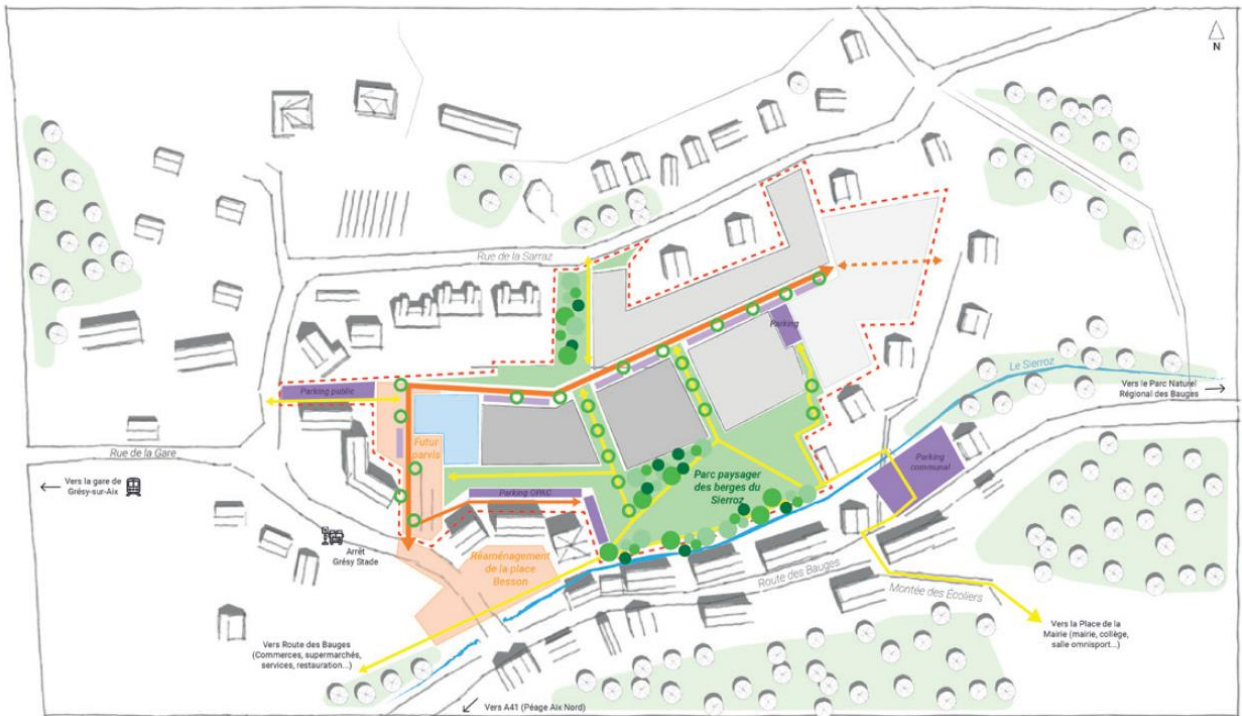 N
Rue de la Sarraz
Parking
Le Sierroz
Vers le Parc Naturel
Régional des Bauges
Parking public
Futur
parvis
Rue de la Gare
Parking
communal
Vers la gare de
Grésy-sur-Aix
Parc paysager
des berges du
Sierroz
Parking OPAC
Arrêt
Grésy Stade
Réaménagement
de la place
Besson
Route des Bauges
Montée des Écoliers
Vers la Place de la
Mairie (mairie, collège,
salle omnisport...)
Vers Route des Bauges
(Commerces, supermarchés,
services, restauration...)
Vers A41 (Péage Aix Nord)